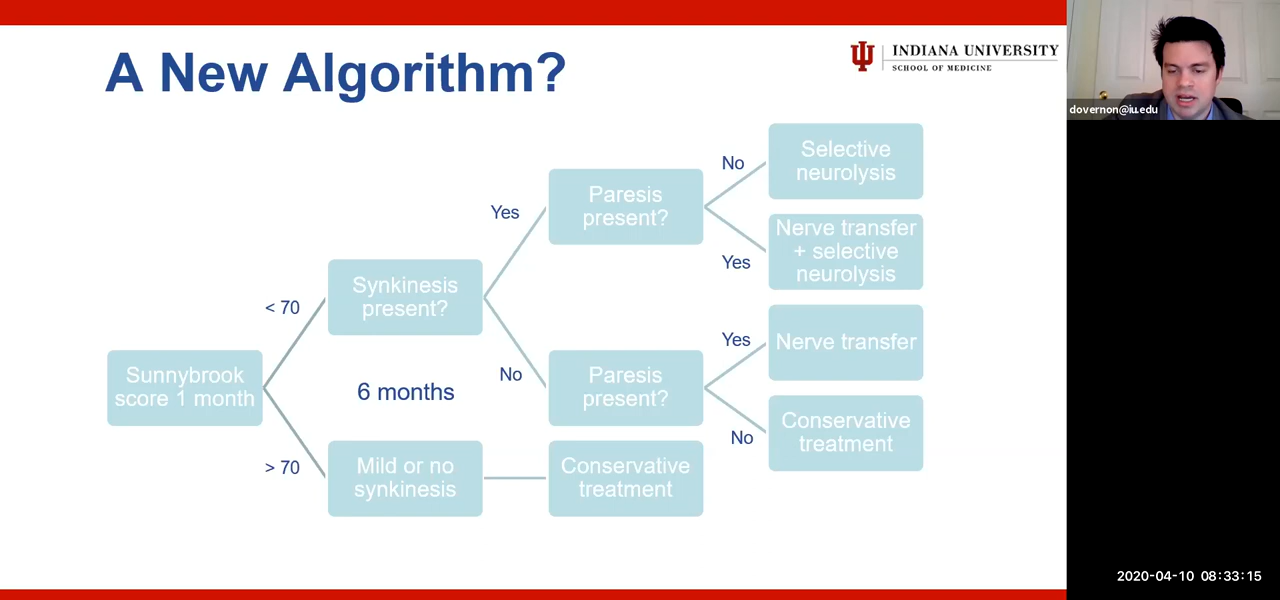 A New Algorithm?
INDIANA UNIVERSITY
SCHOOL OF MEDICINE
dovernon@iu.edu
Sunnybrook
score 1 month
< 70
> 70
Synkinesis
present?
6 months
Mild or no
synkinesis
Yes
No
Paresis
present?
Paresis
present?
Conservative
treatment
No
Yes
Yes
No
Selective
neurolysis
Nerve transfer
+ selective
neurolysis
Nerve transfer
Conservative
treatment
2020-04-10 08:33:15